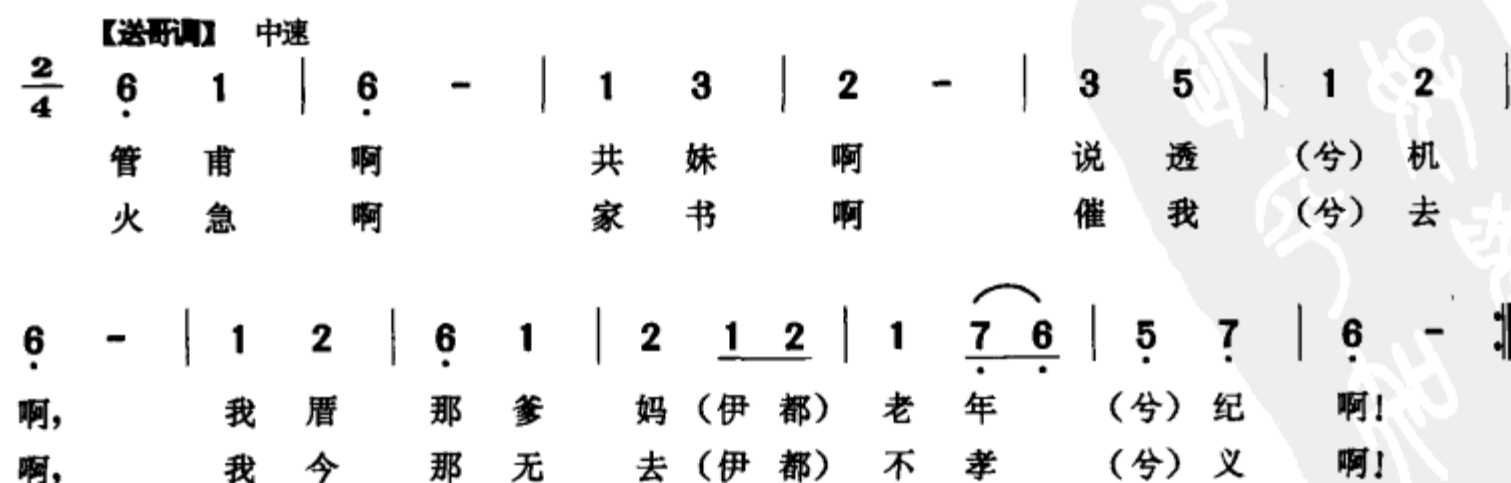 【送哥调】 中速
2/4 6̣ 1 | 6̣ - | 1 3 | 2 - | 3 5 | 1 2 |
管 甫 啊 共 妹 啊 说 透 （兮） 机
火 急 啊 家 书 啊 催 我 （兮） 去
6̣ - | 1 2 | 6̣ 1 | 2 1 2 | 1 7̣ 6̣ | 5̣ 7̣ | 6̣ - :‖
啊， 我 厝 那 爹 妈 （伊 都） 老 年 （兮） 纪 啊！
啊， 我 今 那 无 去 （伊 都） 不 孝 （兮） 义 啊！